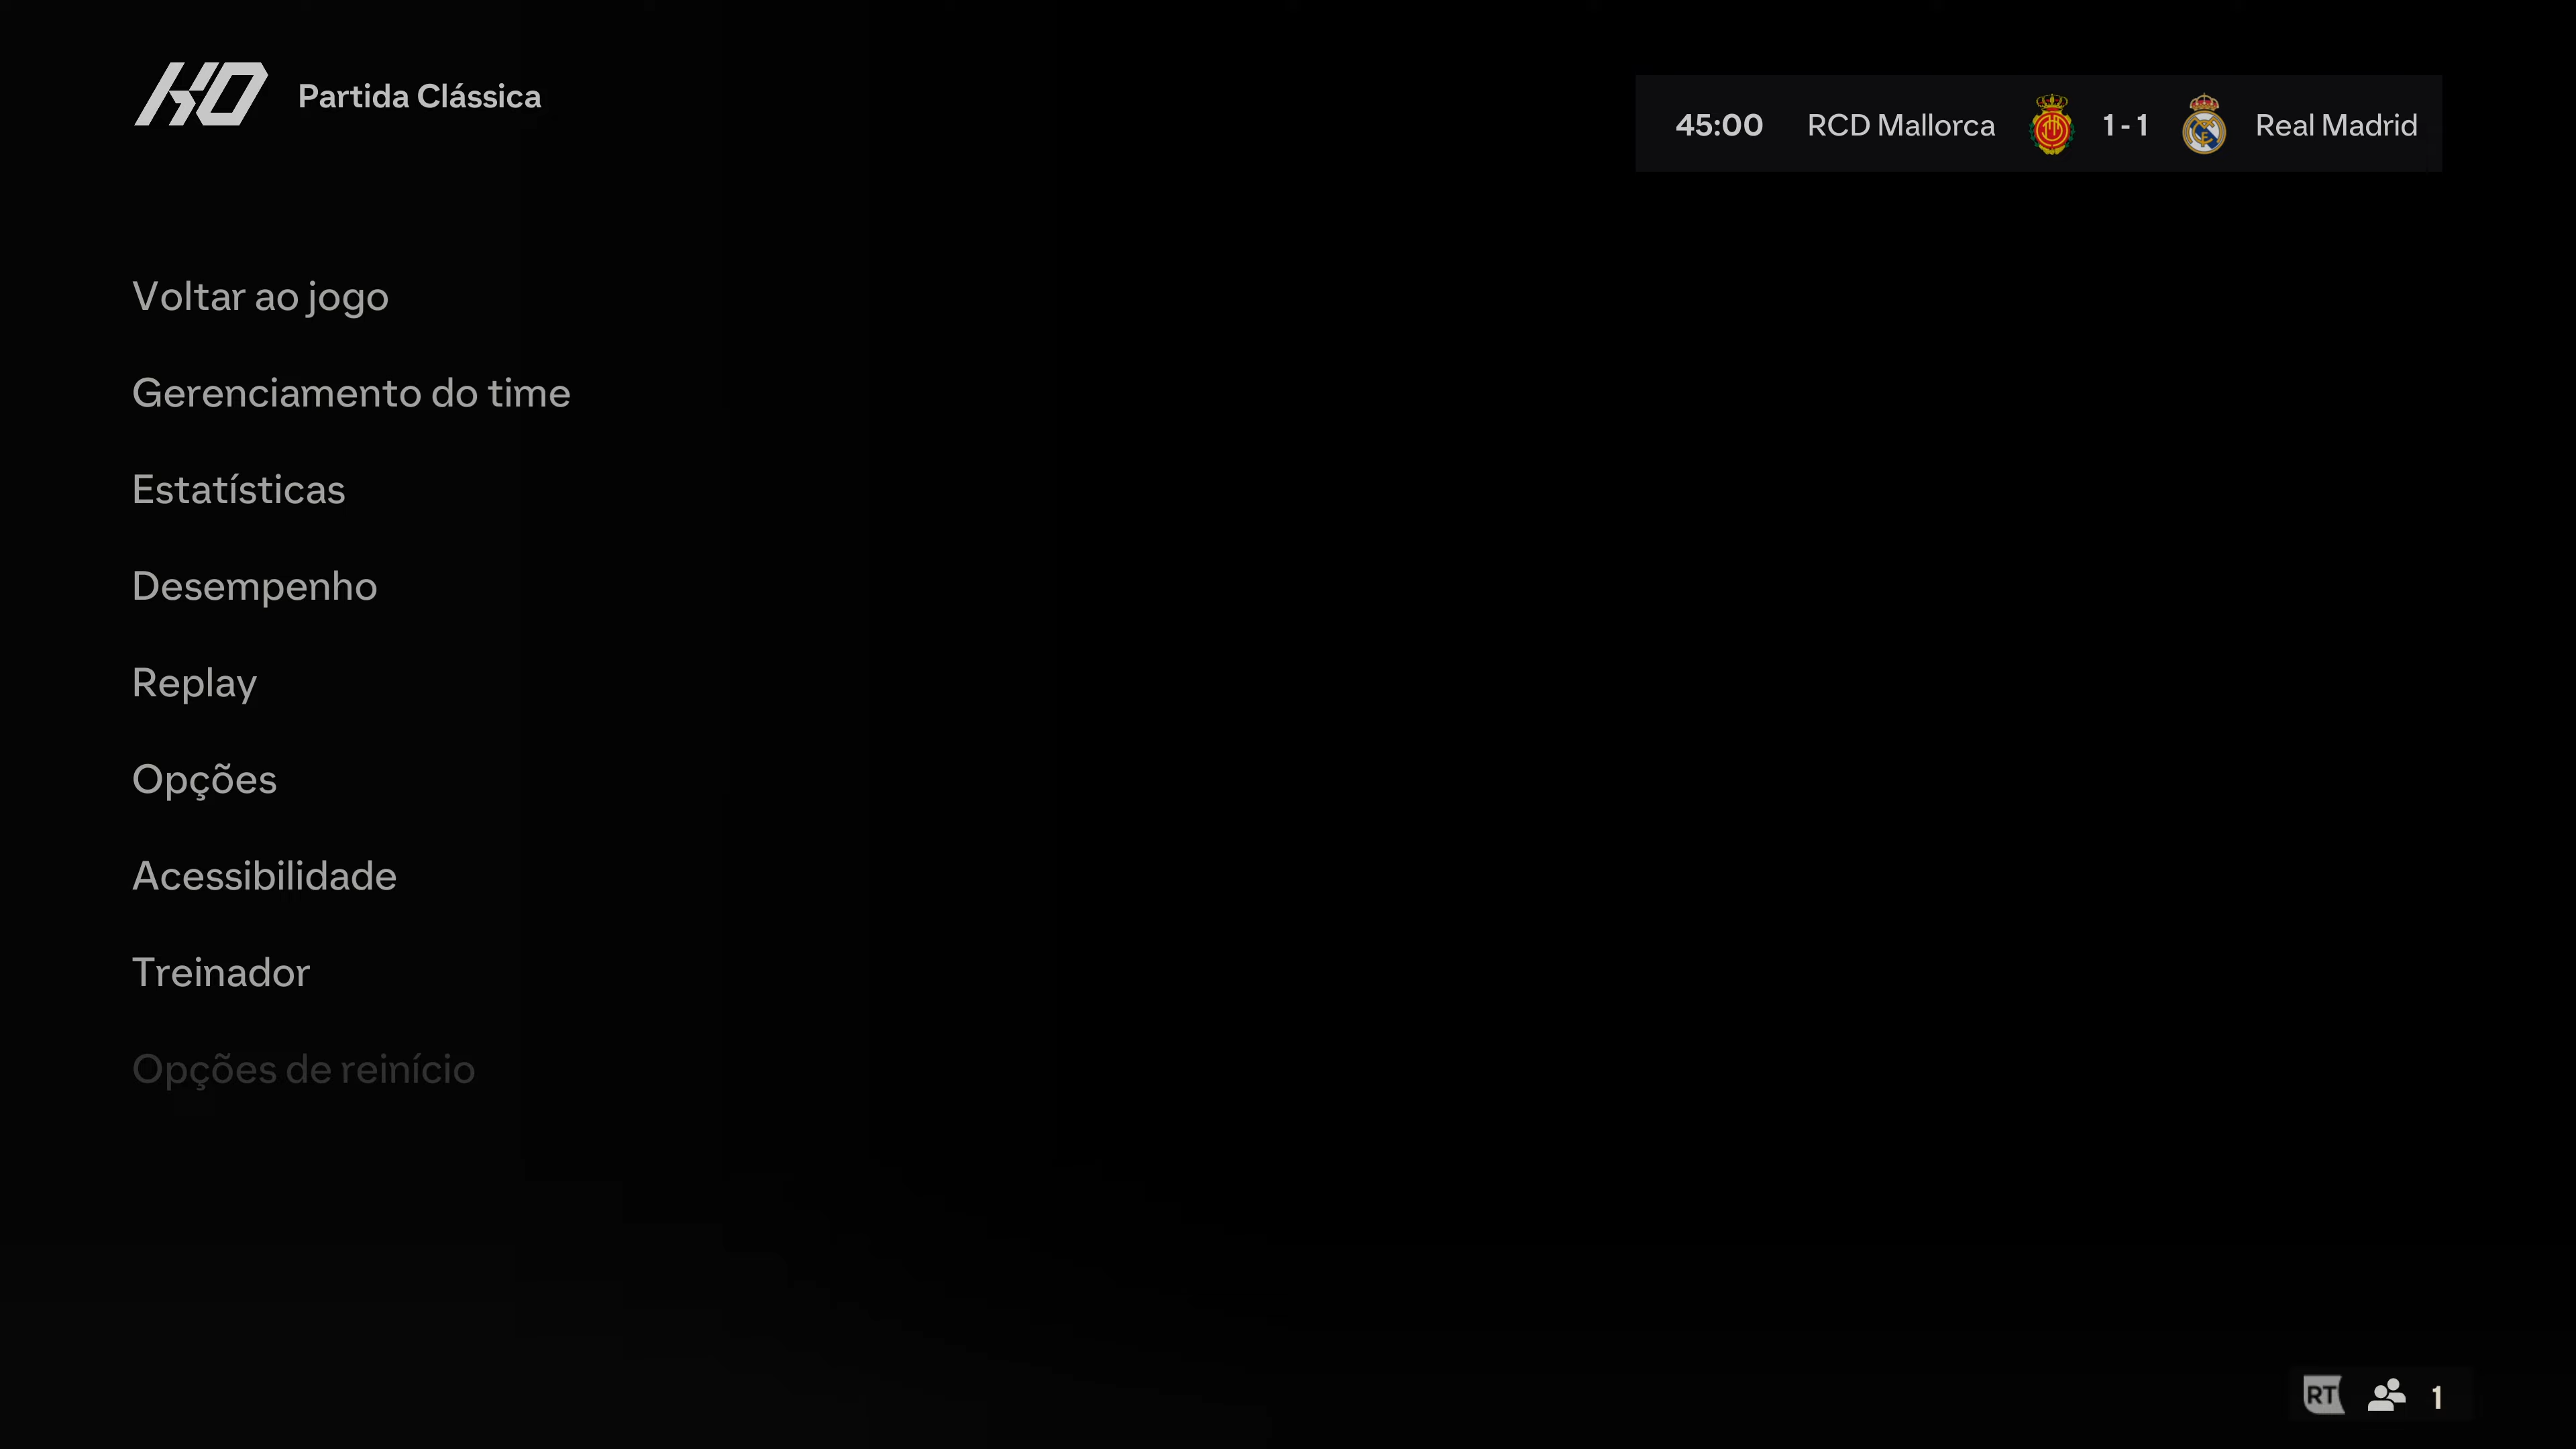 KO Partida Clássica
45:00 RCD Mallorca 1 - 1 Real Madrid
Voltar ao jogo
Gerenciamento do time
Estatísticas
Desempenho
Replay
Opções
Acessibilidade
Treinador
Opções de reinício
RT 1